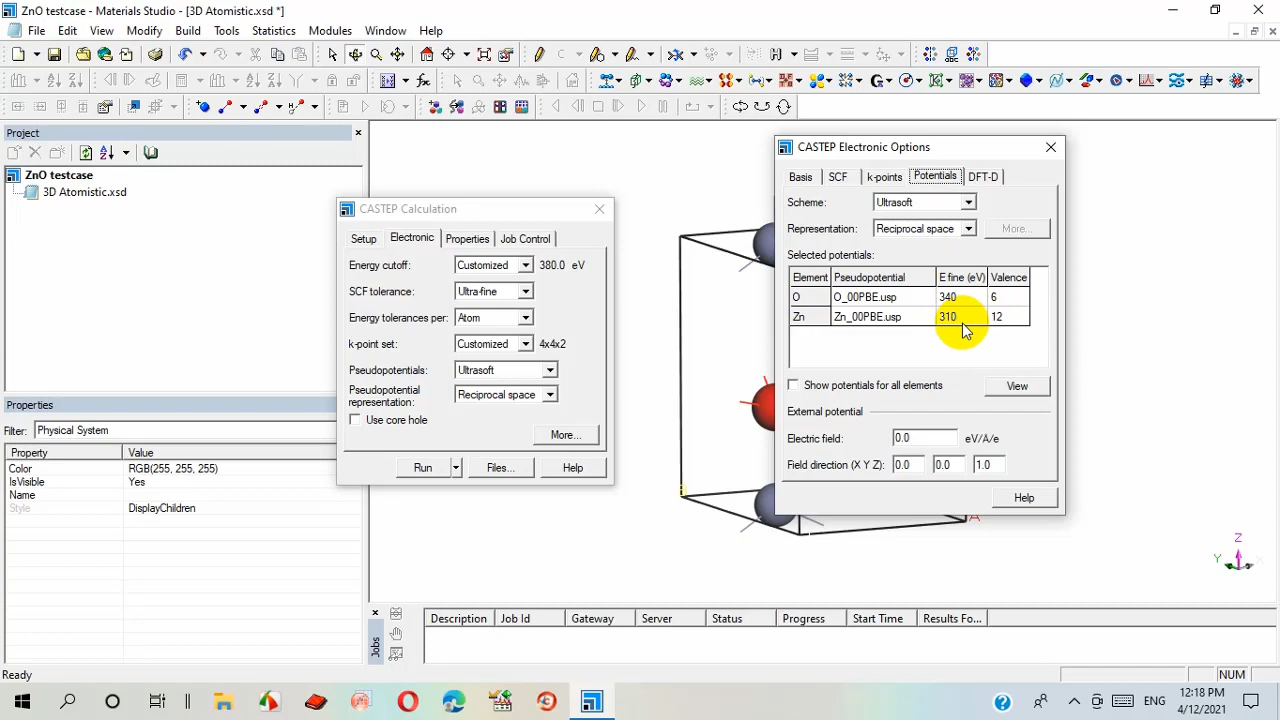 ZnO testcase - Materials Studio - [3D Atomistic.xsd *]
File Edit View Modify Build Tools Statistics Modules Window Help
Project
ZnO testcase
3D Atomistic.xsd
Properties
Filter: Physical System
Property Value
Color RGB(255, 255, 255)
IsVisible Yes
Name
Style DisplayChildren
CASTEP Calculation
Setup Electronic Properties Job Control
Energy cutoff: Customized 380.0 eV
SCF tolerance: Ultra-fine
Energy tolerances per: Atom
k-point set: Customized 4x4x2
Pseudopotentials: Ultrasoft
Pseudopotential
representation: Reciprocal space
Use core hole
More...
Run Files... Help
CASTEP Electronic Options
Basis SCF k-points Potentials DFT-D
Scheme: Ultrasoft
Representation: Reciprocal space More...
Selected potentials:
Element Pseudopotential E fine (eV) Valence
O O_00PBE.usp 340 6
Zn Zn_00PBE.usp 310 12
Show potentials for all elements View
External potential
Electric field: 0.0 eV/A/e
Field direction (X Y Z): 0.0 0.0 1.0
Help
B
A
Z
Y
Jobs
Description Job Id Gateway Server Status Progress Start Time Results Fo...
Ready
NUM
ENG
12:18 PM
4/12/2021